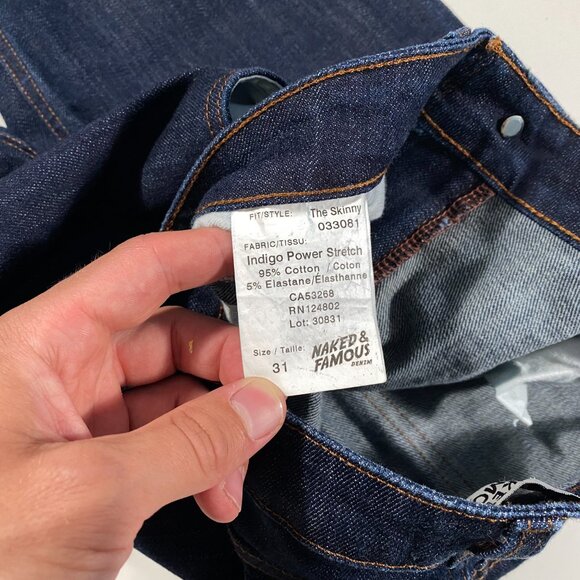 FIT/STYLE: The Skinny
033081
FABRIC/TISSU:
Indigo Power Stretch
95% Cotton / Coton
5% Elastane/Élasthanne
CA53268
RN124802
Lot: 30831
Size / Taille:
31
NAKED &
FAMOUS
DENIM